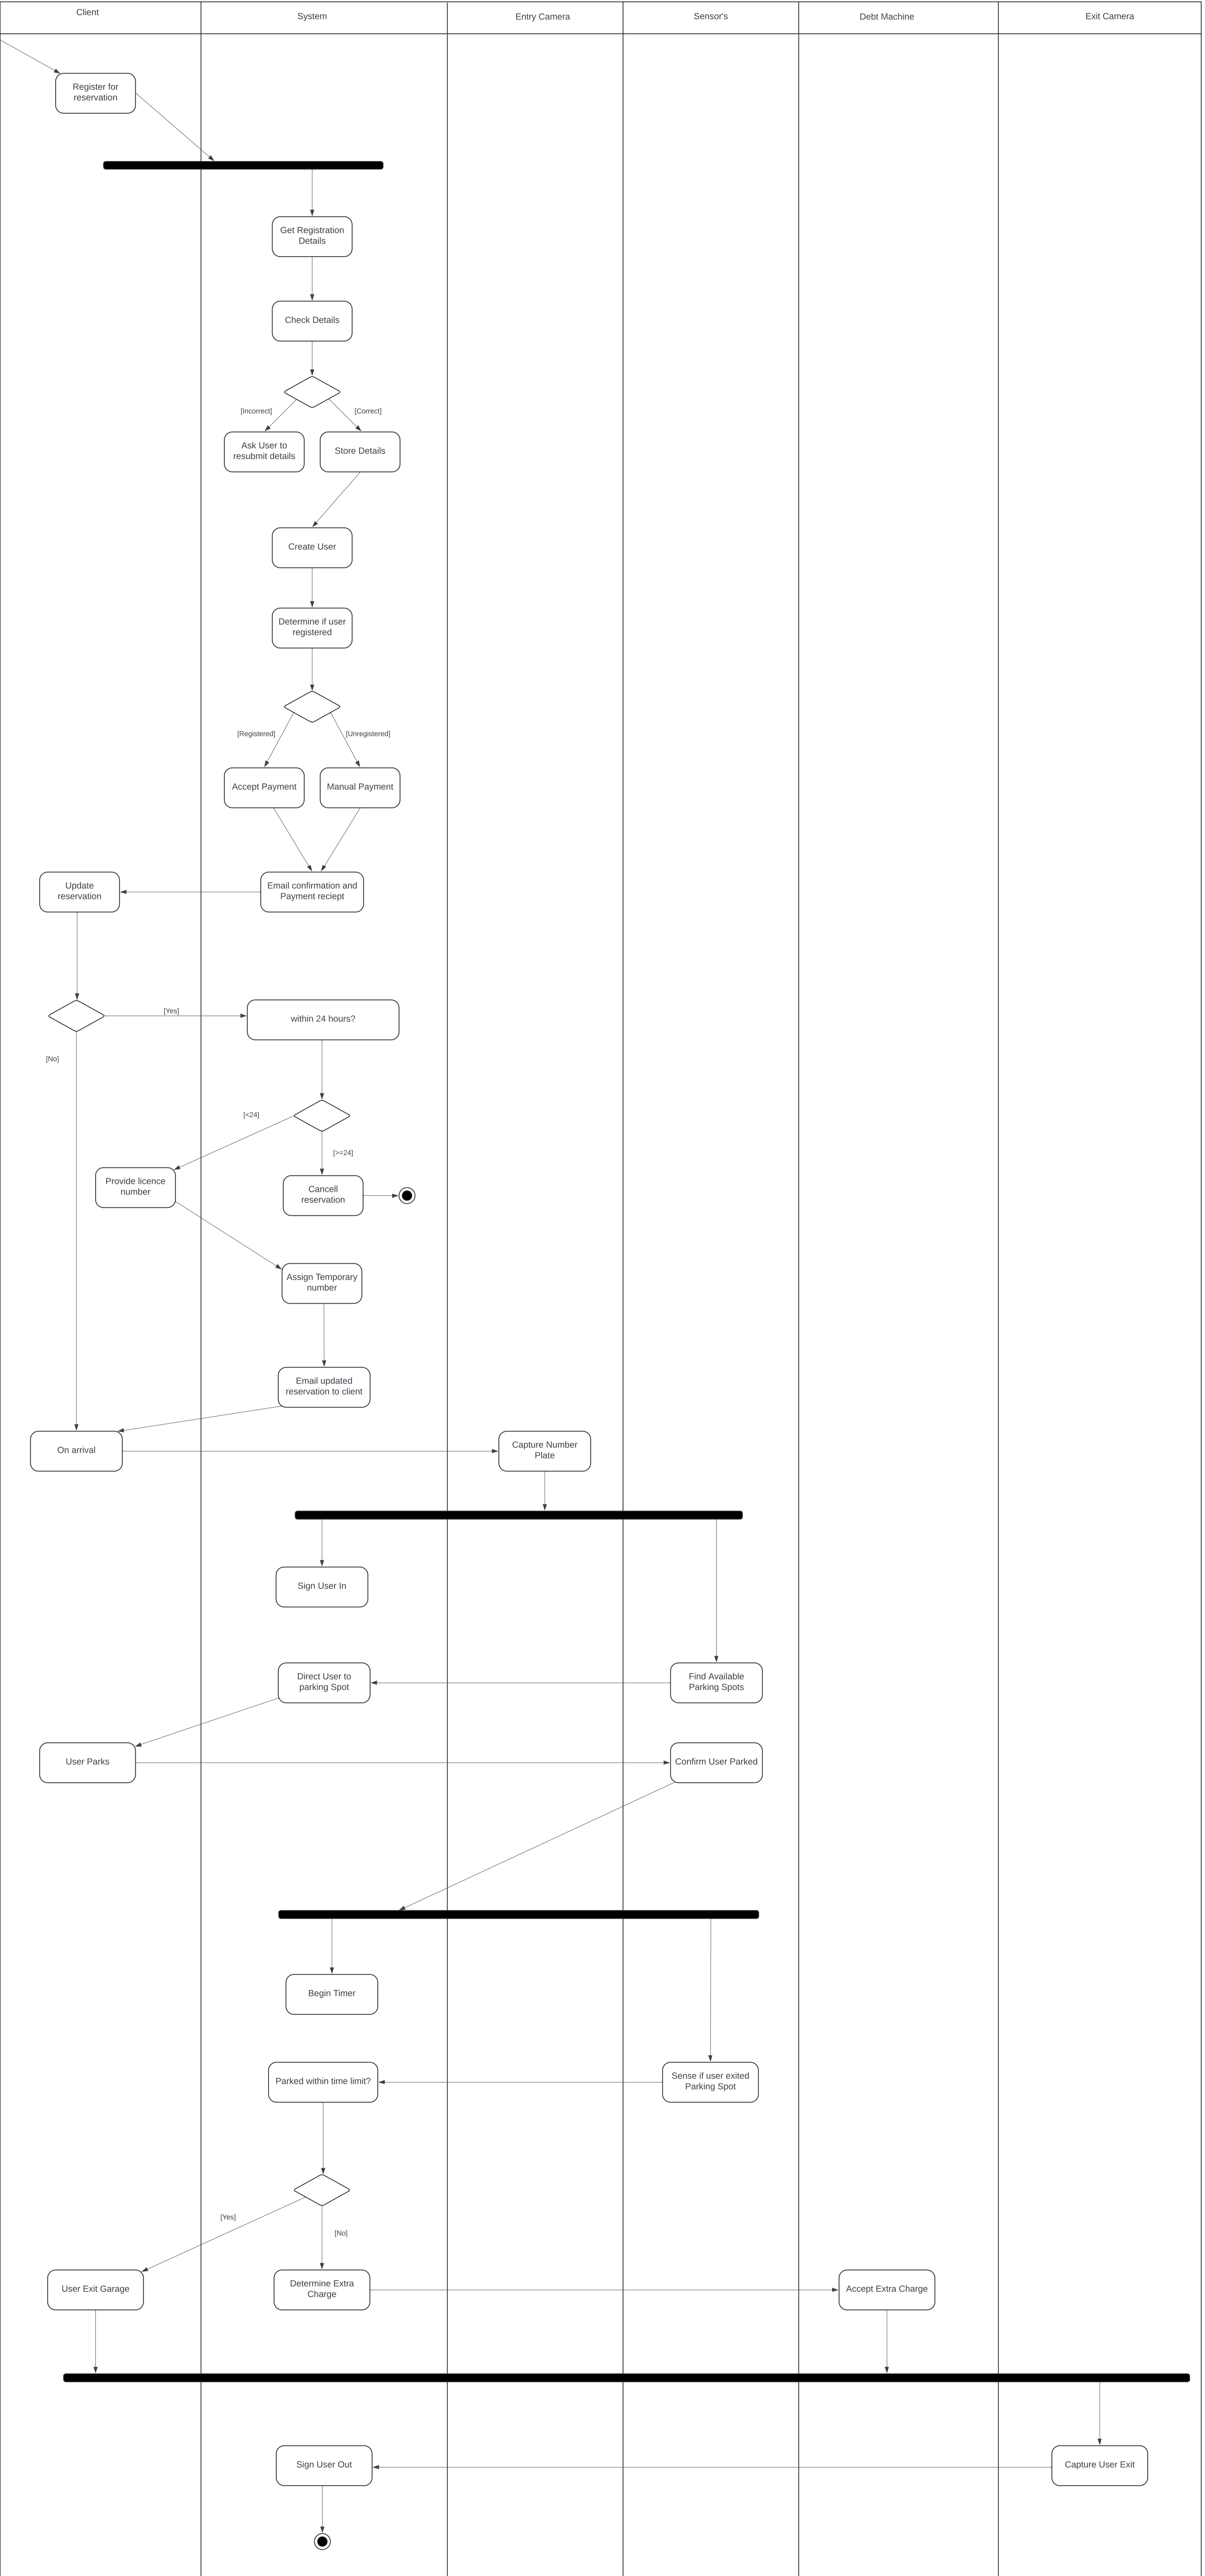 Client
System
Entry Camera
Sensor's
Debt Machine
Exit Camera
Register for
reservation
Get Registration
Details
Check Details
[Incorrect]
[Correct]
Ask User to
resubmit details
Store Details
Create User
Determine if user
registered
[Registered]
[Unregistered]
Accept Payment
Manual Payment
Update
reservation
Email confirmation and
Payment reciept
[Yes]
within 24 hours?
[No]
[<24]
[>=24]
Provide licence
number
Cancell
reservation
Assign Temporary
number
Email updated
reservation to client
On arrival
Capture Number
Plate
Sign User In
Direct User to
parking Spot
Find Available
Parking Spots
User Parks
Confirm User Parked
Begin Timer
Parked within time limit?
Sense if user exited
Parking Spot
[Yes]
[No]
User Exit Garage
Determine Extra
Charge
Accept Extra Charge
Sign User Out
Capture User Exit